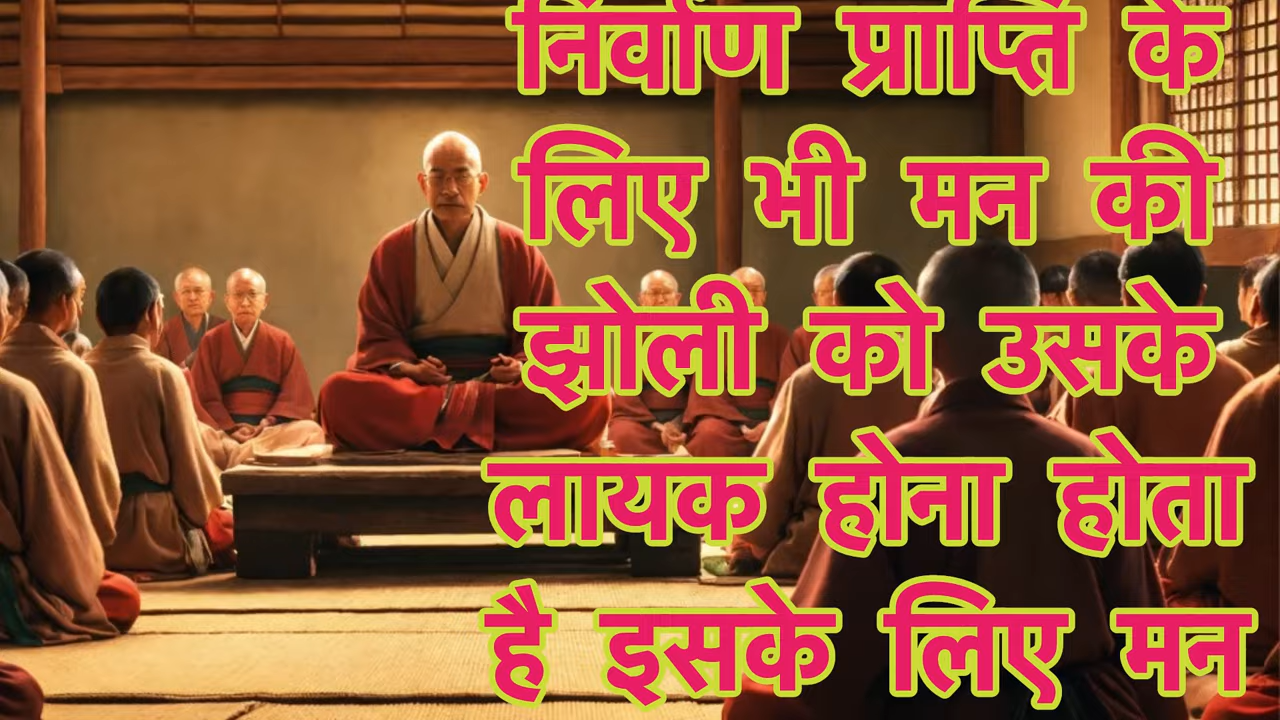 निर्वाण प्राप्ति के
लिए भी मन की
झोली को उसके
लायक होना होता
है इसके लिए मन